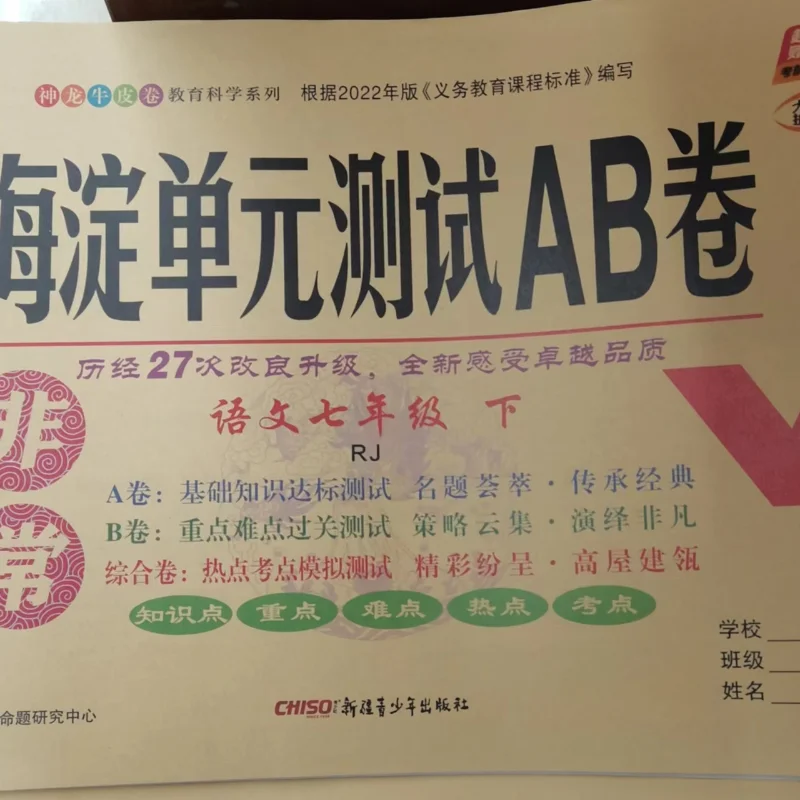 神龙牛皮卷 教育科学系列 根据2022年版《义务教育课程标准》编写
海淀单元测试AB卷
历经27次改良升级，全新感受卓越品质
非常
语文七年级 下
RJ
A卷：基础知识达标测试 名题荟萃·传承经典
B卷：重点难点过关测试 策略云集·演绎非凡
综合卷：热点考点模拟测试 精彩纷呈·高屋建瓴
知识点 重点 难点 热点 考点
学校
班级
姓名
命题研究中心
CHISO 新疆青少年出版社